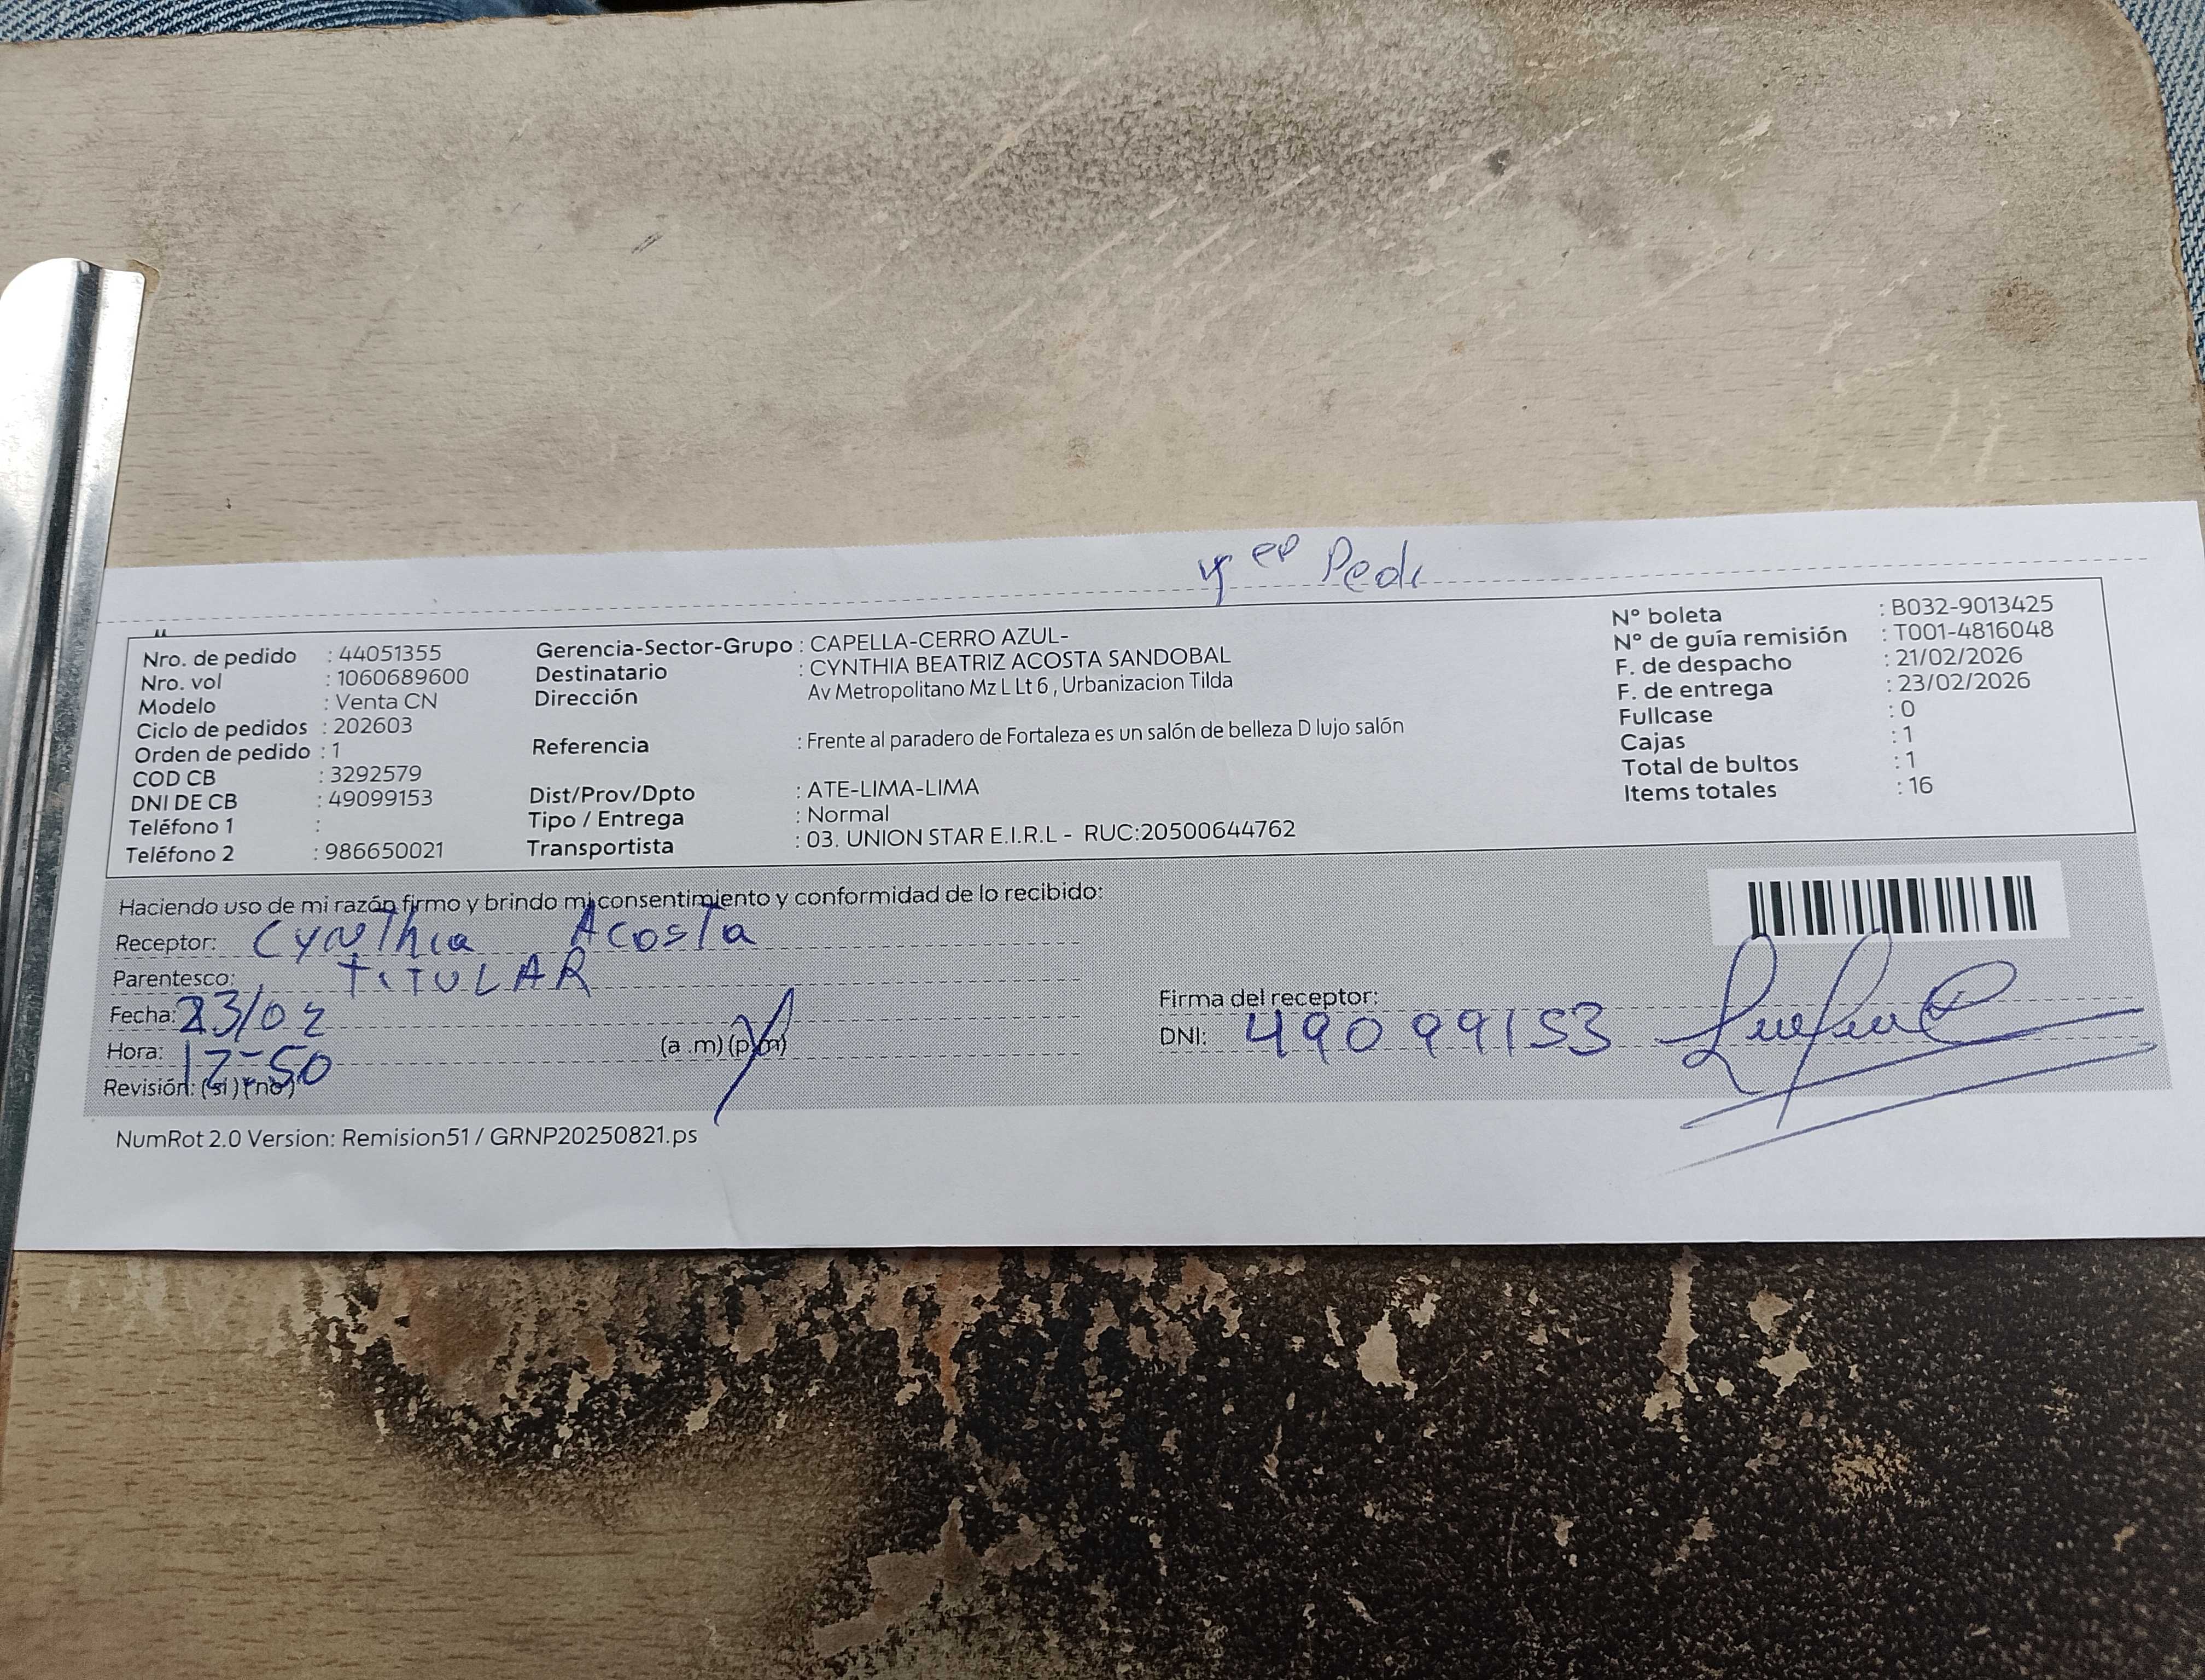 4er Pedi
Nro. de pedido : 44051355
Nro. vol : 1060689600
Modelo : Venta CN
Ciclo de pedidos : 202603
Orden de pedido : 1
COD CB : 3292579
DNI DE CB : 49099153
Teléfono 1 :
Teléfono 2 : 986650021
Gerencia-Sector-Grupo : CAPELLA-CERRO AZUL-
Destinatario : CYNTHIA BEATRIZ ACOSTA SANDOBAL
Dirección Av Metropolitano Mz L Lt 6 , Urbanizacion Tilda
Referencia : Frente al paradero de Fortaleza es un salón de belleza D lujo salón
Dist/Prov/Dpto : ATE-LIMA-LIMA
Tipo / Entrega : Normal
Transportista : 03. UNION STAR E.I.R.L - RUC:20500644762
Nº boleta : B032-9013425
Nº de guía remisión : T001-4816048
F. de despacho : 21/02/2026
F. de entrega : 23/02/2026
Fullcase : 0
Cajas : 1
Total de bultos : 1
Items totales : 16
Haciendo uso de mi razón firmo y brindo mi consentimiento y conformidad de lo recibido:
Receptor: Cynthia Acosta
Parentesco: TITULAR
Fecha: 23/02
Hora: 12-50 (a .m) (p.m)
Revisión: (si ) (no)
Firma del receptor:
DNI: 49099153
NumRot 2.0 Version: Remision51 / GRNP20250821.ps